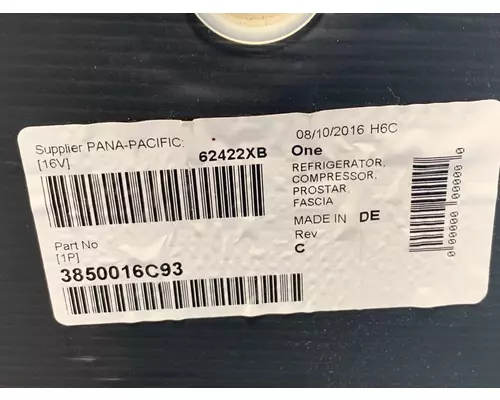 Supplier PANA-PACIFIC:
[16V]
62422XB
Part No
[1P]
3850016C93
08/10/2016 H6C
One
REFRIGERATOR,
COMPRESSOR,
PROSTAR,
FASCIA
MADE IN DE
Rev
C